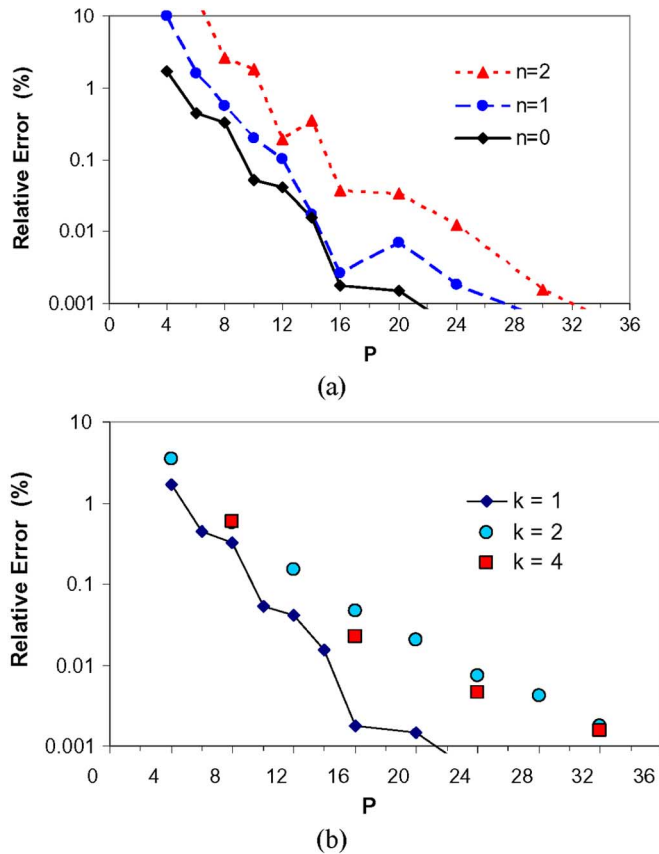 10
1
0.1
0.01
0.001
Relative Error (%)
n=2
n=1
n=0
0 4 8 12 16 20 24 28 32 36
P
(a)
10
1
0.1
0.01
0.001
Relative Error (%)
k = 1
k = 2
k = 4
0 4 8 12 16 20 24 28 32 36
P
(b)